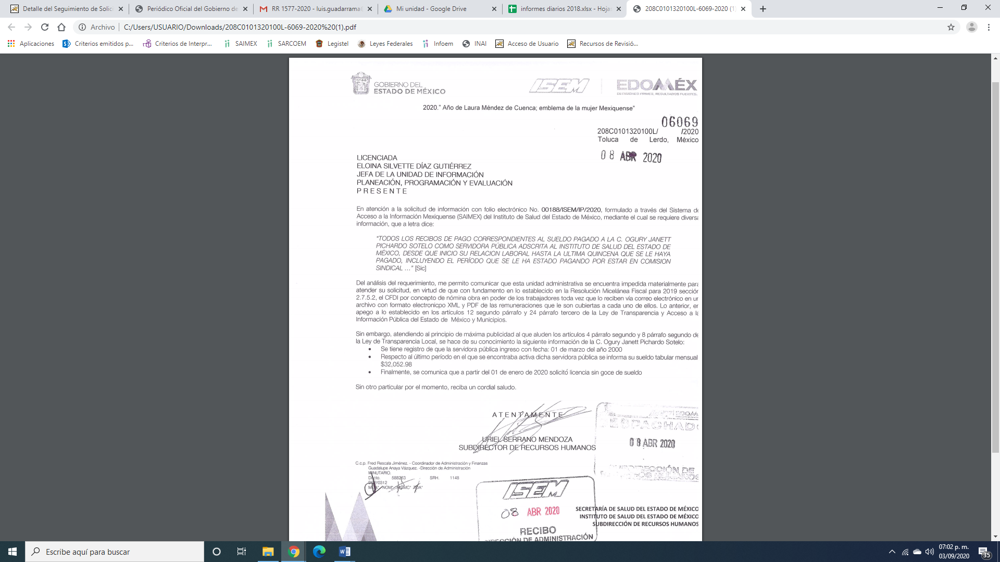 Detalle del Seguimiento de Solici
Periódico Oficial del Gobierno de
RR 1577-2020 - luis.guadarrama@
Mi unidad - Google Drive
informes diarios 2018.xlsx - Hojas
208C0101320100L-6069-2020 (1
Archivo
C:/Users/USUARIO/Downloads/208C0101320100L-6069-2020%20(1).pdf
Aplicaciones
Criterios emitidos p...
Criterios de Interpr...
SAIMEX
SARCOEM
Legistel
Leyes Federales
Infoem
INAI
Acceso de Usuario
Recursos de Revisió...
GOBIERNO DEL
ESTADO DE MÉXICO
ISEM
EDOMÉX
DECISIONES FIRMES, RESULTADOS FUERTES.
2020.” Año de Laura Méndez de Cuenca; emblema de la mujer Mexiquense”
06069
208C0101320100L/ /2020
Toluca de Lerdo, México
08 ABR 2020
LICENCIADA
ELOINA SILVETTE DÍAZ GUTIÉRREZ
JEFA DE LA UNIDAD DE INFORMACIÓN
PLANEACIÓN, PROGRAMACIÓN Y EVALUACIÓN
P R E S E N T E
En atención a la solicitud de información con folio electrónico No. 00188/ISEM/IP/2020, formulado a través del Sistema de
Acceso a la Información Mexiquense (SAIMEX) del Instituto de Salud del Estado de México, mediante el cual se requiere diversa
información, que a letra dice:
“TODOS LOS RECIBOS DE PAGO CORRESPONDIENTES AL SUELDO PAGADO A LA C. OGURY JANETT
PICHARDO SOTELO COMO SERVIDORA PÚBLICA ADSCRITA AL INSTITUTO DE SALUD DEL ESTADO DE
MÉXICO, DESDE QUE INICIO SU RELACION LABORAL HASTA LA ULTIMA QUINCENA QUE SE LE HAYA
PAGADO, INCLUYENDO EL PERÍODO QUE SE LE HA ESTADO PAGANDO POR ESTAR EN COMISION
SINDICAL ...” [Sic]
Del análisis del requerimiento, me permito comunicar que esta unidad administrativa se encuentra impedida materialmente para
atender su solicitud, en virtud de que con fundamento en lo establecido en la Resolución Micelánea Fiscal para 2019 sección
2.7.5.2, el CFDI por concepto de nómina obra en poder de los trabajadores toda vez que lo reciben vía correo electrónico en un
archivo con formato electronicpo XML y PDF de las remuneraciones que le son cubiertas a cada uno de ellos. Lo anterior, en
apego a lo establecido en los artículos 12 segundo párrafo y 24 párrafo tercero de la Ley de Transparencia y Acceso a la
Información Pública del Estado de México y Municipios.
Sin embargo, atendiendo al principio de máxima publicidad al que aluden los artículos 4 párrafo segundo y 8 párrafo segundo de
la Ley de Transparencia Local, se hace de su conocimiento la siguiente información de la C. Ogury Janett Pichardo Sotelo:
• Se tiene registro de que la servidora pública ingreso con fecha: 01 de marzo del año 2000
• Respecto al último período en el que se encontraba activa dicha servidora pública se informa su sueldo tabular mensual
$32,052.98
• Finalmente, se comunica que a partir del 01 de enero de 2020 solicitó licencia sin goce de sueldo
Sin otro particular por el momento, reciba un cordial saludo.
A T E N T A M E N T E
URIEL SERRANO MENDOZA
SUBDIRECTOR DE RECURSOS HUMANOS
DESPACHADO
08 ABR 2020
SUBDIRECCIÓN DE
RECURSOS HUMANOS
C.c.p. Fred Rescala Jiménez. - Coordinador de Administración y Finanzas
Guadalupe Anaya Vázquez. -Dirección de Administración
MINUTARIO.
Docto. 588263 SRH. 1148
DCP/0312
ISEM
08 ABR 2020
RECIBO
DIRECCIÓN DE ADMINISTRACIÓN
SECRETARÍA DE SALUD DEL ESTADO DE MÉXICO
INSTITUTO DE SALUD DEL ESTADO DE MÉXICO
SUBDIRECCIÓN DE RECURSOS HUMANOS
Escribe aquí para buscar
07:02 p. m.
03/09/2020
35